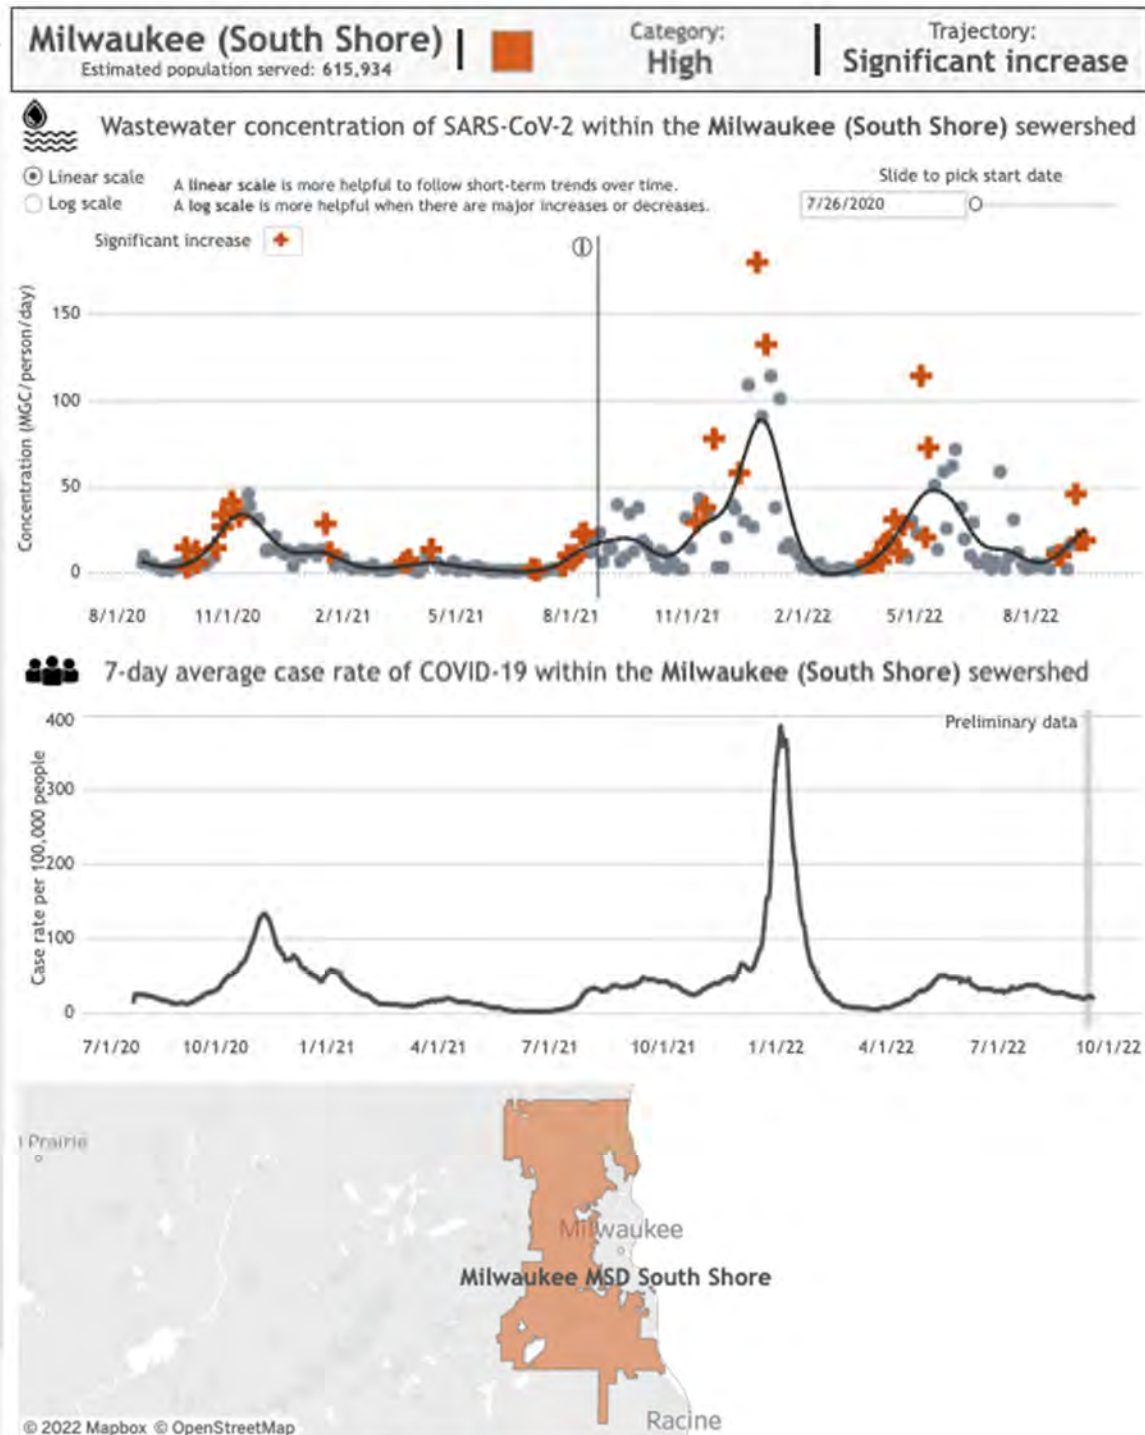 Milwaukee (South Shore)
Estimated population served: 615,934
Category:
High
Trajectory:
Significant increase
Wastewater concentration of SARS-CoV-2 within the Milwaukee (South Shore) sewershed
Linear scale
Log scale
A linear scale is more helpful to follow short-term trends over time.
A log scale is more helpful when there are major increases or decreases.
Slide to pick start date
7/26/2020
Significant increase
Concentration (MGC/person/day)
150
100
50
0
8/1/20 11/1/20 2/1/21 5/1/21 8/1/21 11/1/21 2/1/22 5/1/22 8/1/22
7-day average case rate of COVID-19 within the Milwaukee (South Shore) sewershed
Preliminary data
Case rate per 100,000 people
400
300
200
100
0
7/1/20 10/1/20 1/1/21 4/1/21 7/1/21 10/1/21 1/1/22 4/1/22 7/1/22 10/1/22
Prairie
Milwaukee
Milwaukee MSD South Shore
Racine
© 2022 Mapbox © OpenStreetMap